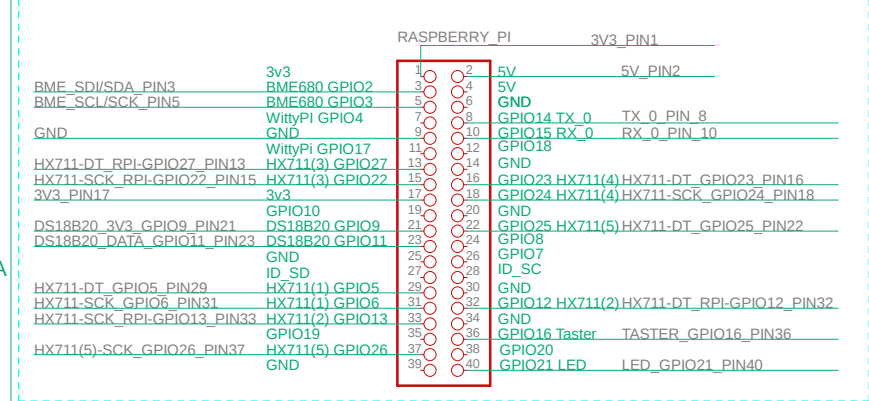 RASPBERRY_PI
3V3_PIN1
3v3 1 2 5V 5V_PIN2
BME_SDI/SDA_PIN3 BME680 GPIO2 3 4 5V
BME_SCL/SCK_PIN5 BME680 GPIO3 5 6 GND
WittyPI GPIO4 7 8 GPIO14 TX_0 TX_0_PIN_8
GND GND 9 10 GPIO15 RX_0 RX_0_PIN_10
WittyPi GPIO17 11 12 GPIO18
HX711-DT_RPI-GPIO27_PIN13 HX711(3) GPIO27 13 14 GND
HX711-SCK_RPI-GPIO22_PIN15 HX711(3) GPIO22 15 16 GPIO23 HX711(4) HX711-DT_GPIO23_PIN16
3V3_PIN17 3v3 17 18 GPIO24 HX711(4) HX711-SCK_GPIO24_PIN18
GPIO10 19 20 GND
DS18B20_3V3_GPIO9_PIN21 DS18B20 GPIO9 21 22 GPIO25 HX711(5) HX711-DT_GPIO25_PIN22
DS18B20_DATA_GPIO11_PIN23 DS18B20 GPIO11 23 24 GPIO8
GND 25 26 GPIO7
A
ID_SD 27 28 ID_SC
HX711-DT_GPIO5_PIN29 HX711(1) GPIO5 29 30 GND
HX711-SCK_GPIO6_PIN31 HX711(1) GPIO6 31 32 GPIO12 HX711(2) HX711-DT_RPI-GPIO12_PIN32
HX711-SCK_RPI-GPIO13_PIN33 HX711(2) GPIO13 33 34 GND
GPIO19 35 36 GPIO16 Taster TASTER_GPIO16_PIN36
HX711(5)-SCK_GPIO26_PIN37 HX711(5) GPIO26 37 38 GPIO20
GND 39 40 GPIO21 LED LED_GPIO21_PIN40